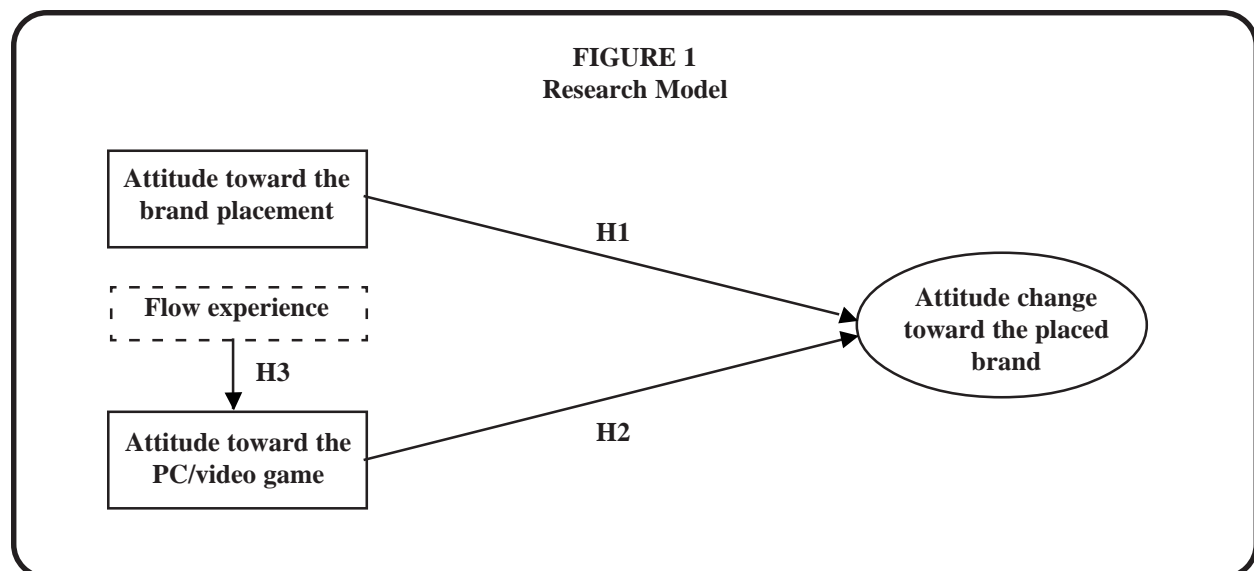 FIGURE 1
Research Model
Attitude toward the
brand placement
H1
Flow experience
Attitude change
toward the placed
brand
H3
Attitude toward the
PC/video game
H2